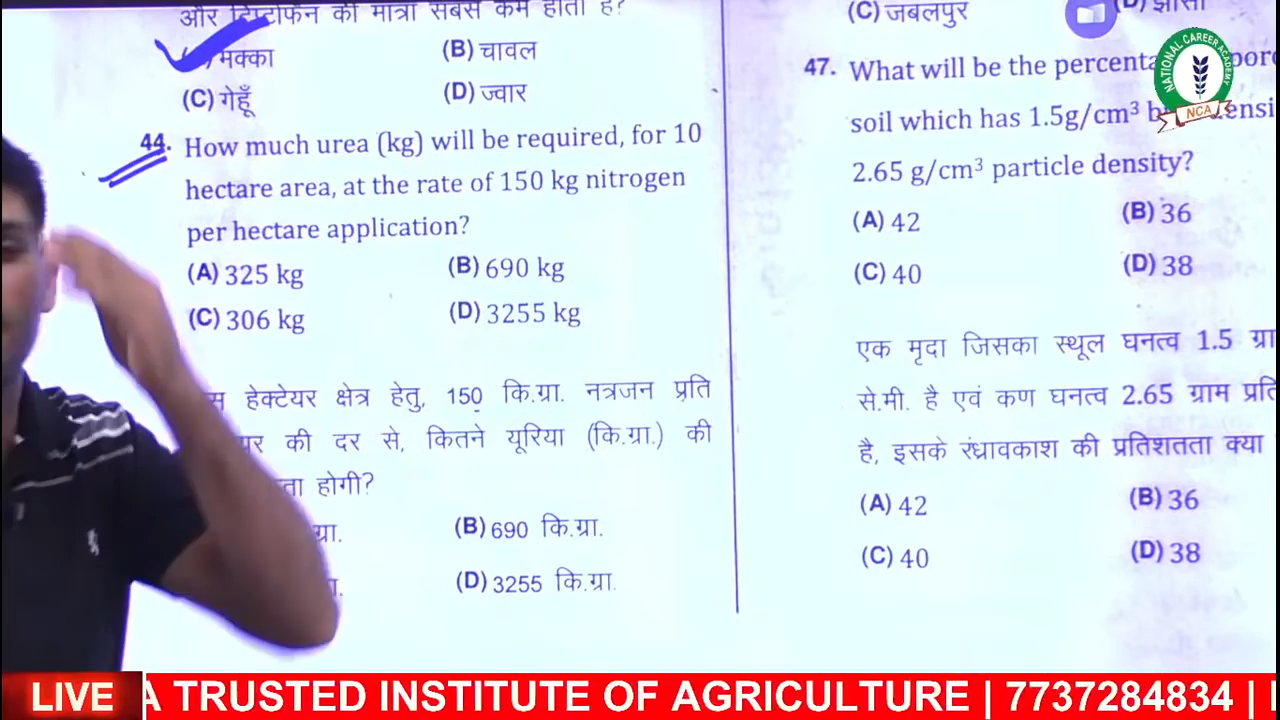 और की मात्रा सबसे कम होती है?
मक्का
(B) चावल
(C) गेहूँ
(D) ज्वार
44. How much urea (kg) will be required, for 10
hectare area, at the rate of 150 kg nitrogen
per hectare application?
(A) 325 kg
(B) 690 kg
(C) 306 kg
(D) 3255 kg
हेक्टेयर क्षेत्र हेतु, 150 कि.ग्रा. नत्रजन प्रति
की दर से, कितने यूरिया (कि.ग्रा.) की
होगी?
ग्रा.
(B) 690 कि.ग्रा.
(D) 3255 कि.ग्रा.
(C) जबलपुर
(D) झाँसी
47. What will be the percenta
soil which has 1.5g/cm³
2.65 g/cm³ particle density?
(A) 42
(B) 36
(C) 40
(D) 38
एक मृदा जिसका स्थूल घनत्व 1.5 ग्रा
से.मी. है एवं कण घनत्व 2.65 ग्राम प्रति
है, इसके रंध्रावकाश की प्रतिशतता क्या
(A) 42
(B) 36
(C) 40
(D) 38
NATIONAL CAREER ACADEMY
NCA
LIVE
A TRUSTED INSTITUTE OF AGRICULTURE | 7737284834 |